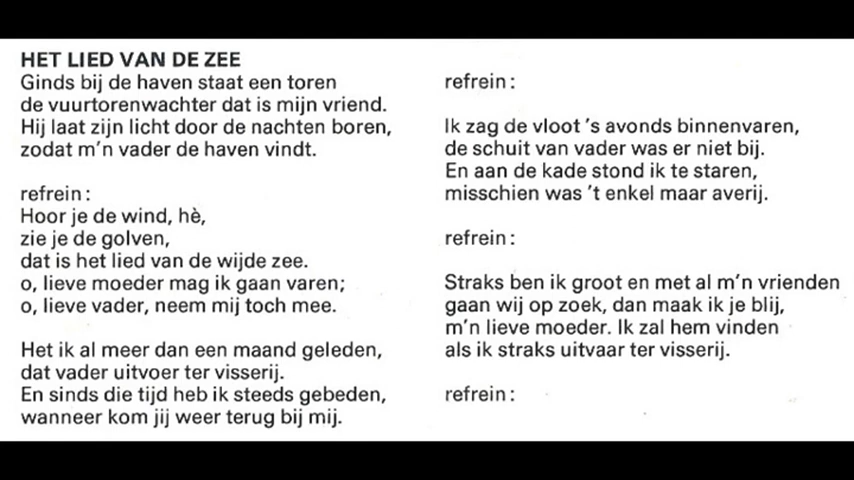 HET LIED VAN DE ZEE
Ginds bij de haven staat een toren
de vuurtorenwachter dat is mijn vriend.
Hij laat zijn licht door de nachten boren,
zodat m'n vader de haven vindt.
refrein:
Hoor je de wind, hè,
zie je de golven,
dat is het lied van de wijde zee.
o, lieve moeder mag ik gaan varen;
o, lieve vader, neem mij toch mee.
Het ik al meer dan een maand geleden,
dat vader uitvoer ter visserij.
En sinds die tijd heb ik steeds gebeden,
wanneer kom jij weer terug bij mij.
refrein:
Ik zag de vloot 's avonds binnenvaren,
de schuit van vader was er niet bij.
En aan de kade stond ik te staren,
misschien was 't enkel maar averij.
refrein:
Straks ben ik groot en met al m'n vrienden
gaan wij op zoek, dan maak ik je blij,
m'n lieve moeder. Ik zal hem vinden
als ik straks uitvaar ter visserij.
refrein: